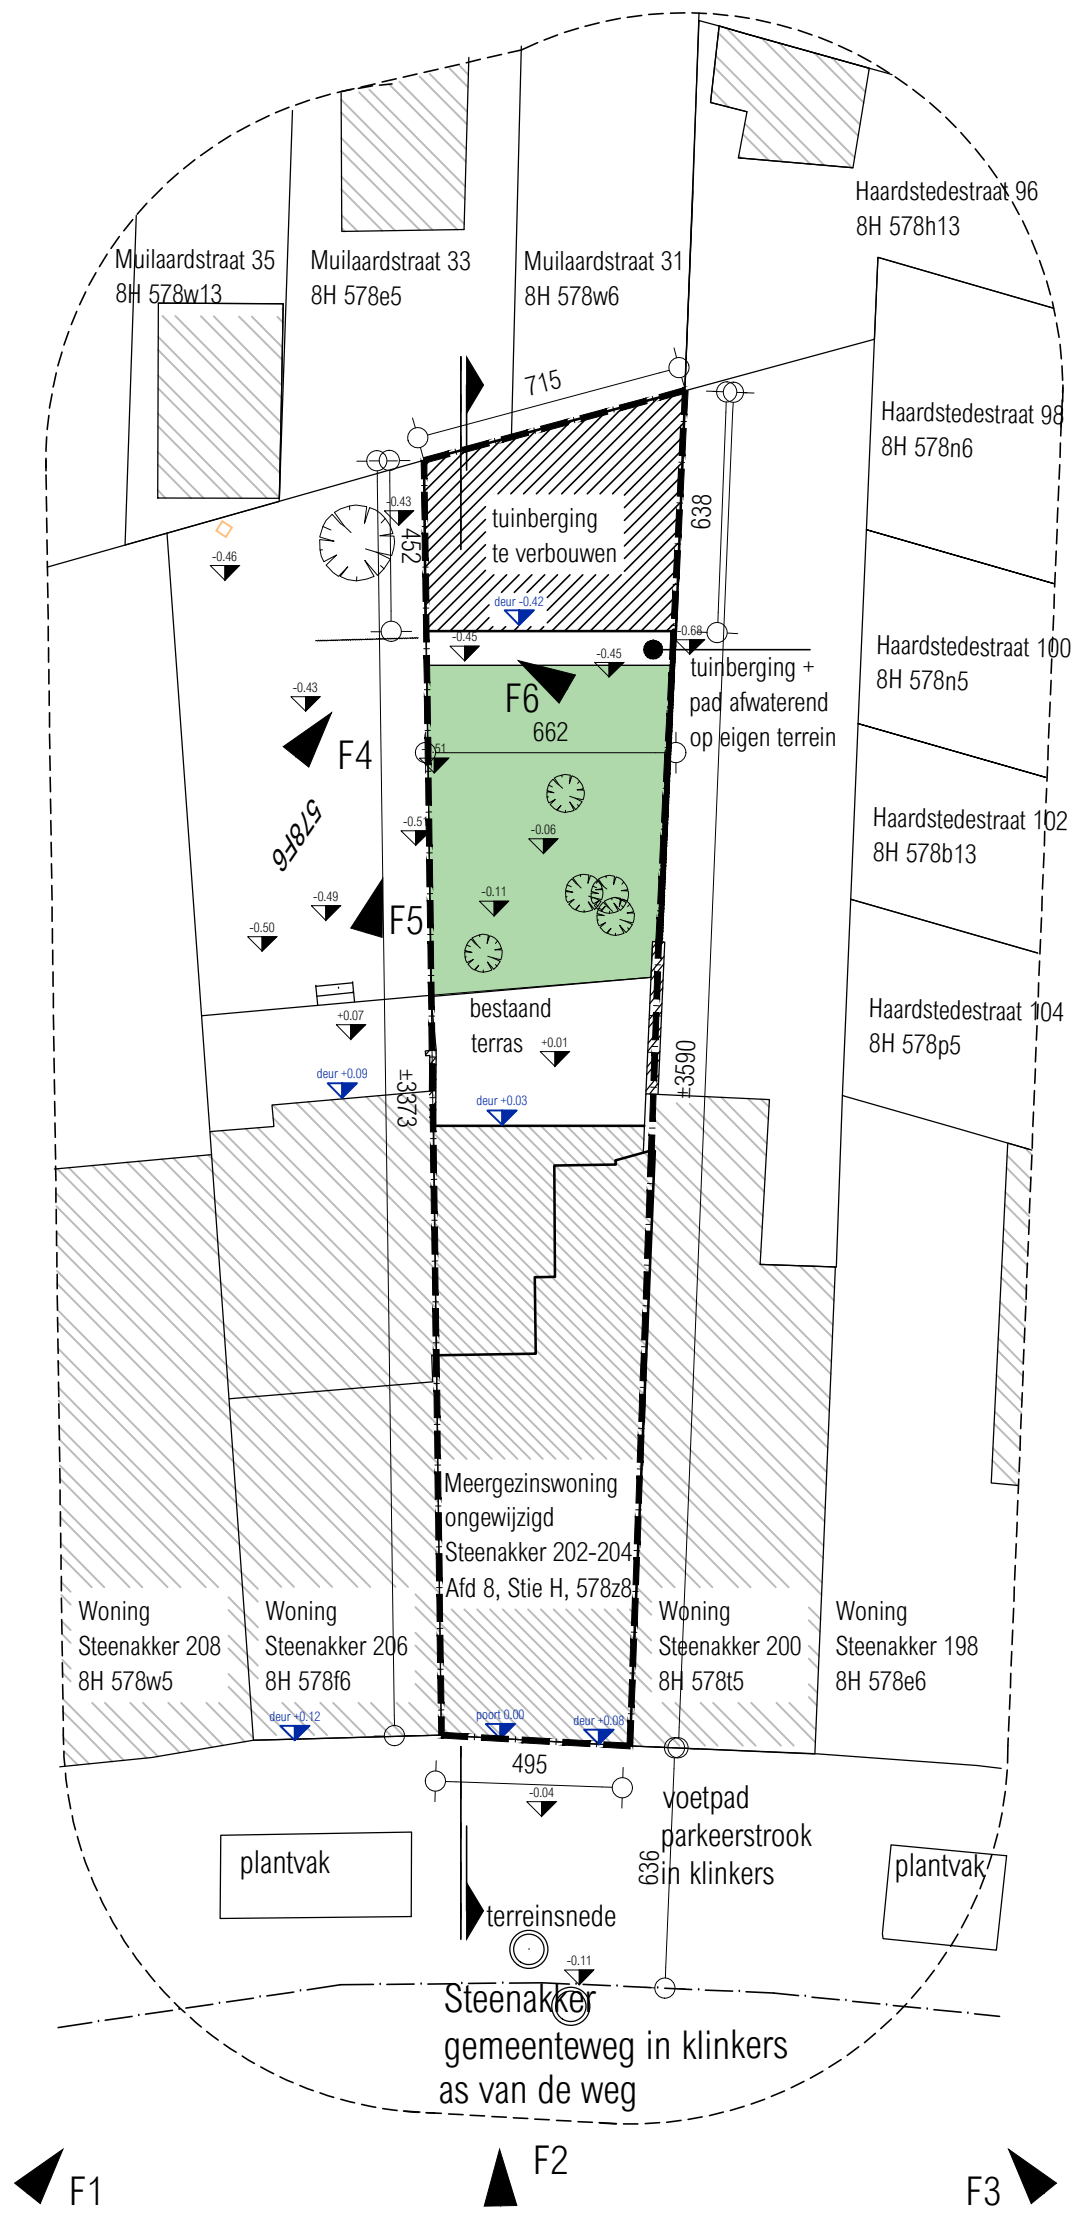 Haardstedestraat 96
8H 578h13
Muilaardstraat 35
8H 578w13
Muilaardstraat 33
8H 578e5
Muilaardstraat 31
8H 578w6
715
Haardstedestraat 98
8H 578n6
-0.43
452
638
tuinberging
te verbouwen
-0.46
deur -0.42
-0.45
-0.45
-0.68
tuinberging +
pad afwaterend
op eigen terrein
Haardstedestraat 100
8H 578n5
-0.43
F6
F4
662
578F6
-0.51
-0.06
Haardstedestraat 102
8H 578b13
-0.49
-0.11
F5
-0.50
bestaand
terras
+0.07
+0.01
Haardstedestraat 104
8H 578p5
deur +0.09
±3373
deur +0.03
±3590
Meergezinswoning
ongewijzigd
Steenakker 202-204
Afd 8, Stie H, 578z8
Woning
Steenakker 208
8H 578w5
Woning
Steenakker 206
8H 578f6
Woning
Steenakker 200
8H 578t5
Woning
Steenakker 198
8H 578e6
deur +0.12
poort 0.00
deur +0.08
495
-0.04
voetpad
parkeerstrook
in klinkers
636
plantvak
plantvak
terreinsnede
-0.11
Steenakker
gemeenteweg in klinkers
as van de weg
F1
F2
F3